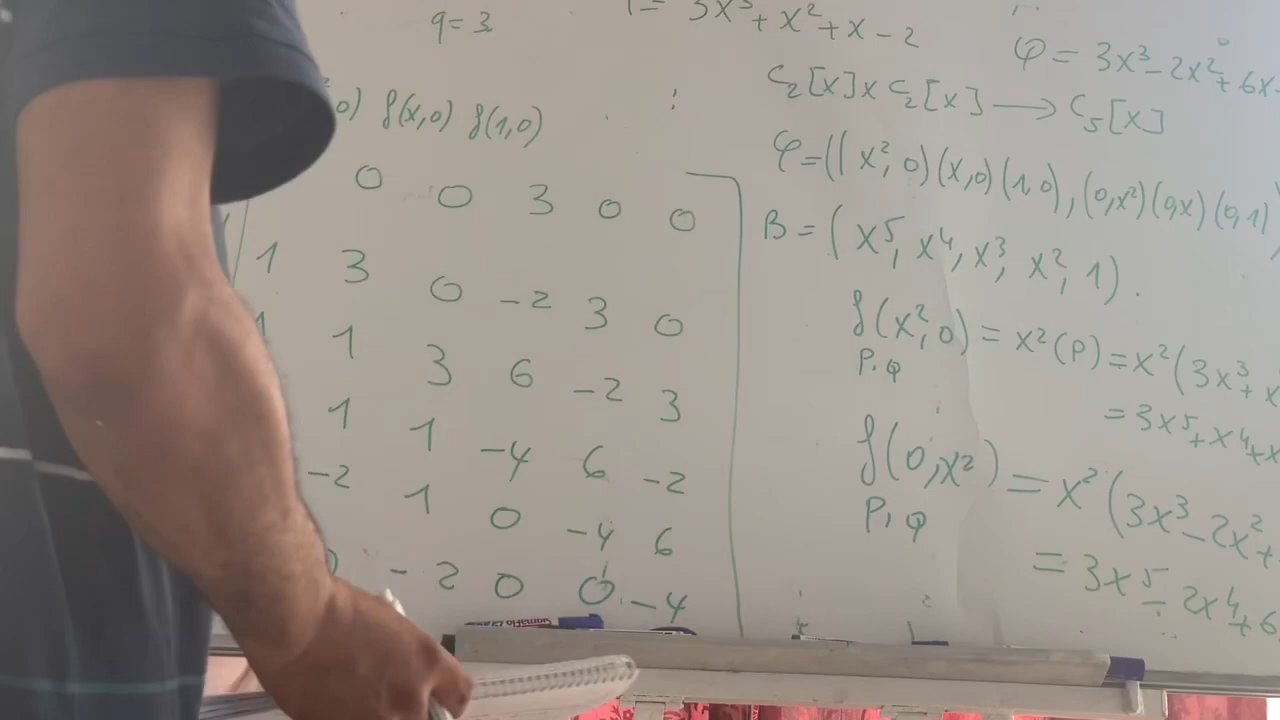 q = 3
= 3x³ + x² + x - 2
φ = 3x³ - 2x² + 6x -
C₂[x] x C₂[x] → C₅[x]
0) f(x,0) f(1,0)
φ = ((x², 0)(x,0)(1,0), (0,x²)(0,x)(0,1)
0 0 3 0 0
1 3 0 -2 3 0
1 1 3 6 -2 3
1 1 -4 6 -2
-2 1 0 -4 6
0 -2 0 0 -4
B = (x⁵, x⁴, x³, x², 1).
f(x², 0) = x²(P) = x²(3x³ + x
P,φ
= 3x⁵ + x⁴ + x
f(0, x²) = x²(3x³ - 2x² +
P,φ
= 3x⁵ - 2x⁴ + 6